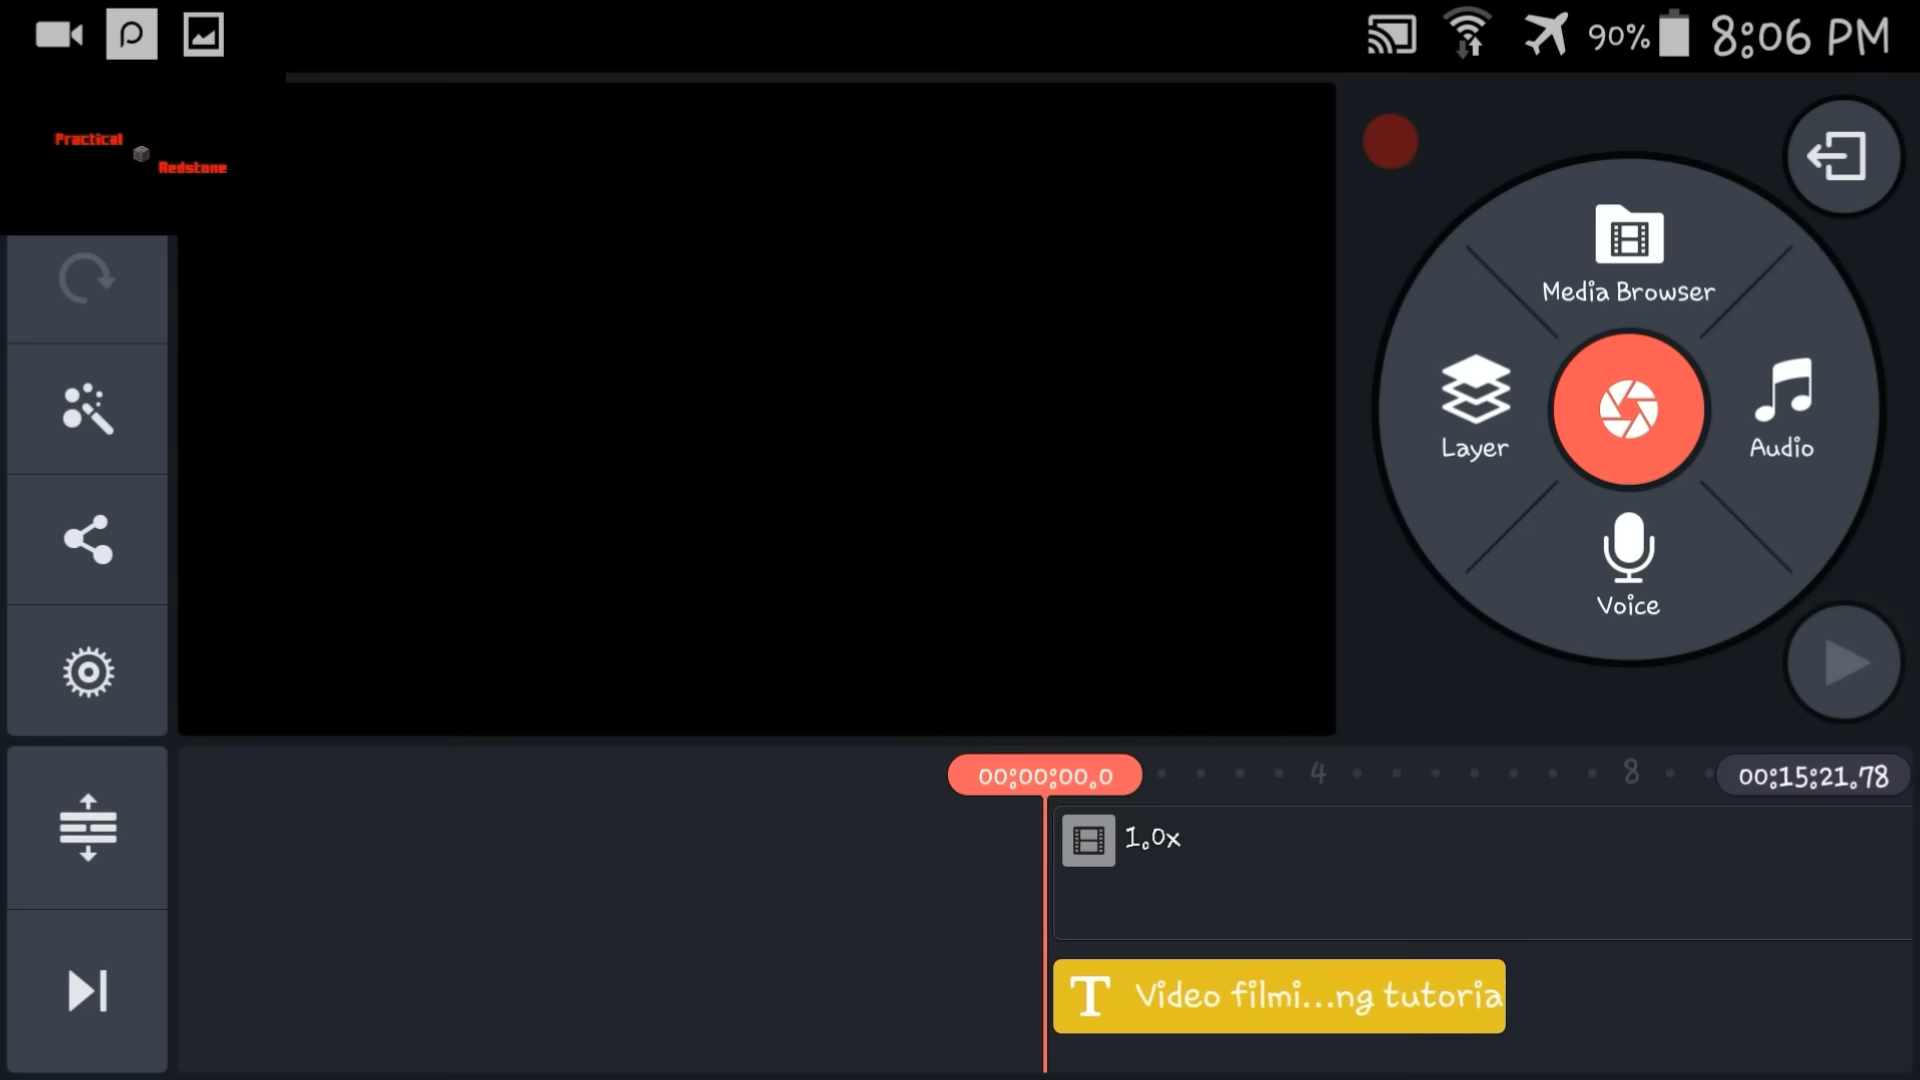 90% 8:06 PM
Practical
Redstone
Media Browser
Layer
Audio
Voice
00:00:00.0 4 8 00:15:21.78
1.0x
T Video filmi...ng tutoria